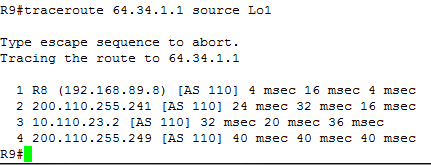 R9#traceroute 64.34.1.1 source Lo1
Type escape sequence to abort.
Tracing the route to 64.34.1.1
1 R8 (192.168.89.8) [AS 110] 4 msec 16 msec 4 msec
2 200.110.255.241 [AS 110] 24 msec 32 msec 16 msec
3 10.110.23.2 [AS 110] 32 msec 20 msec 36 msec
4 200.110.255.249 [AS 110] 40 msec 40 msec 40 msec
R9#